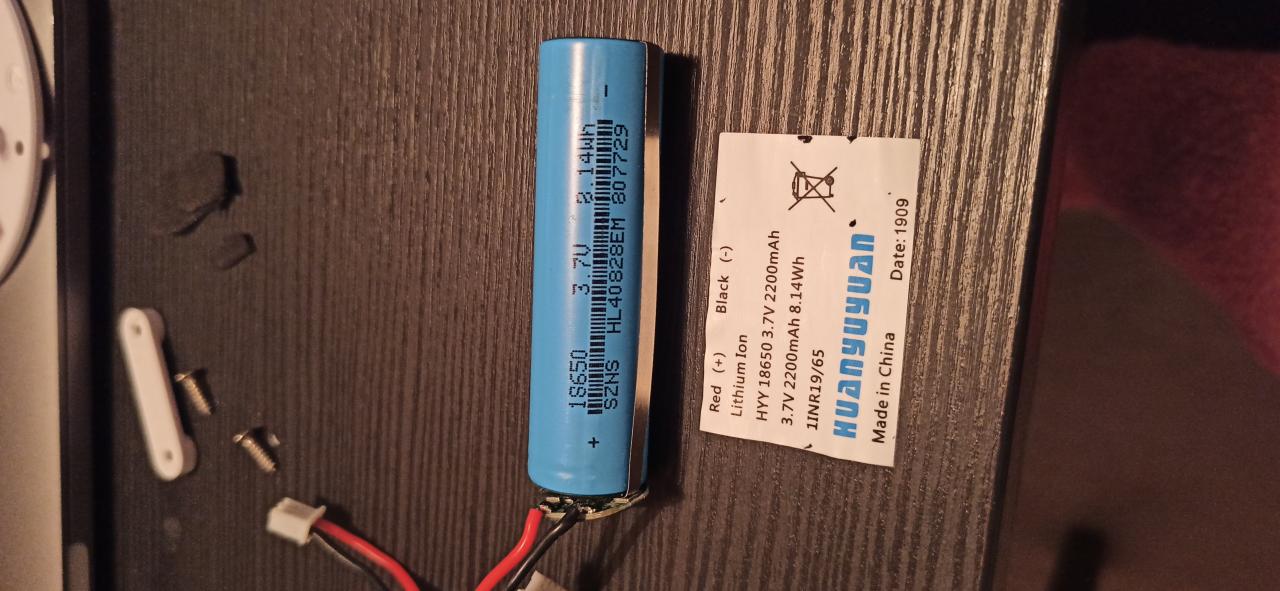 + -
18650 3.7V 8.14Wh
SZNS HL40828EM 807729
Red (+) Black (-)
Lithium Ion
HYY 18650 3.7V 2200mAh
3.7V 2200mAh 8.14Wh
1INR19/65
HUANYUYUAN
Made in China Date: 1909